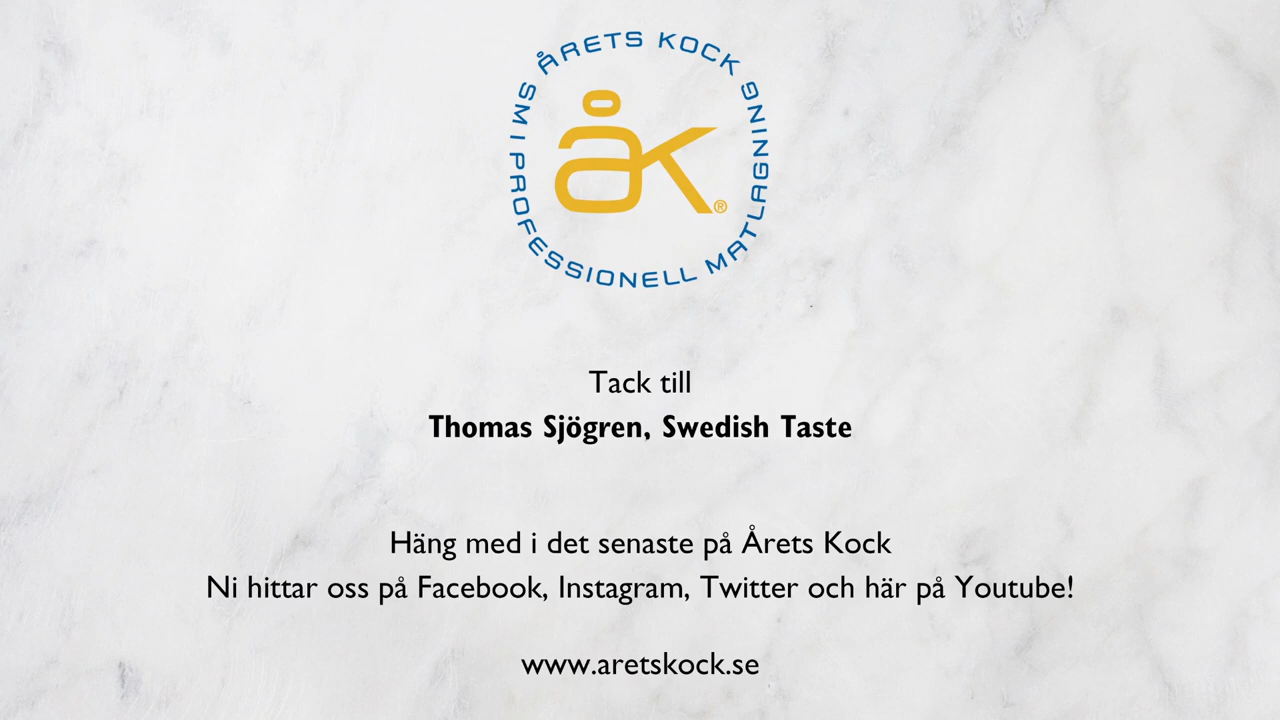 ÅRETS KOCK
SM I PROFESSIONELL MATLAGNING
åK®
Tack till
Thomas Sjögren, Swedish Taste
Häng med i det senaste på Årets Kock
Ni hittar oss på Facebook, Instagram, Twitter och här på Youtube!
www.aretskock.se